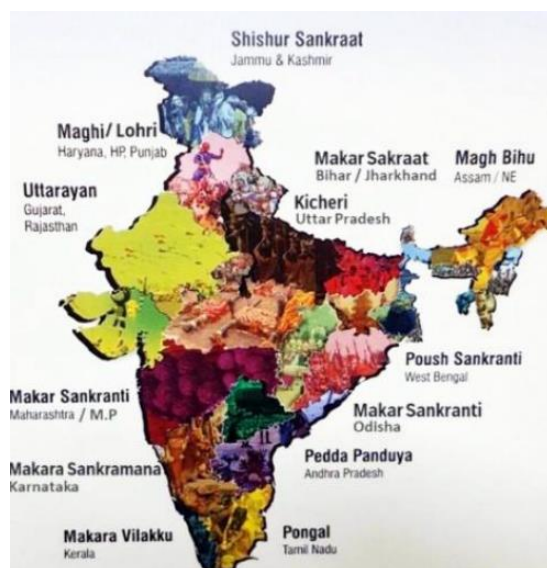 Shishur Sankraat
Jammu & Kashmir
Maghi/ Lohri
Haryana, HP, Punjab
Makar Sakraat
Bihar / Jharkhand
Magh Bihu
Assam / NE
Uttarayan
Gujarat,
Rajasthan
Kicheri
Uttar Pradesh
Poush Sankranti
West Bengal
Makar Sankranti
Maharashtra / M.P
Makar Sankranti
Odisha
Pedda Panduya
Andhra Pradesh
Makara Sankramana
Karnataka
Makara Vilakku
Kerala
Pongal
Tamil Nadu